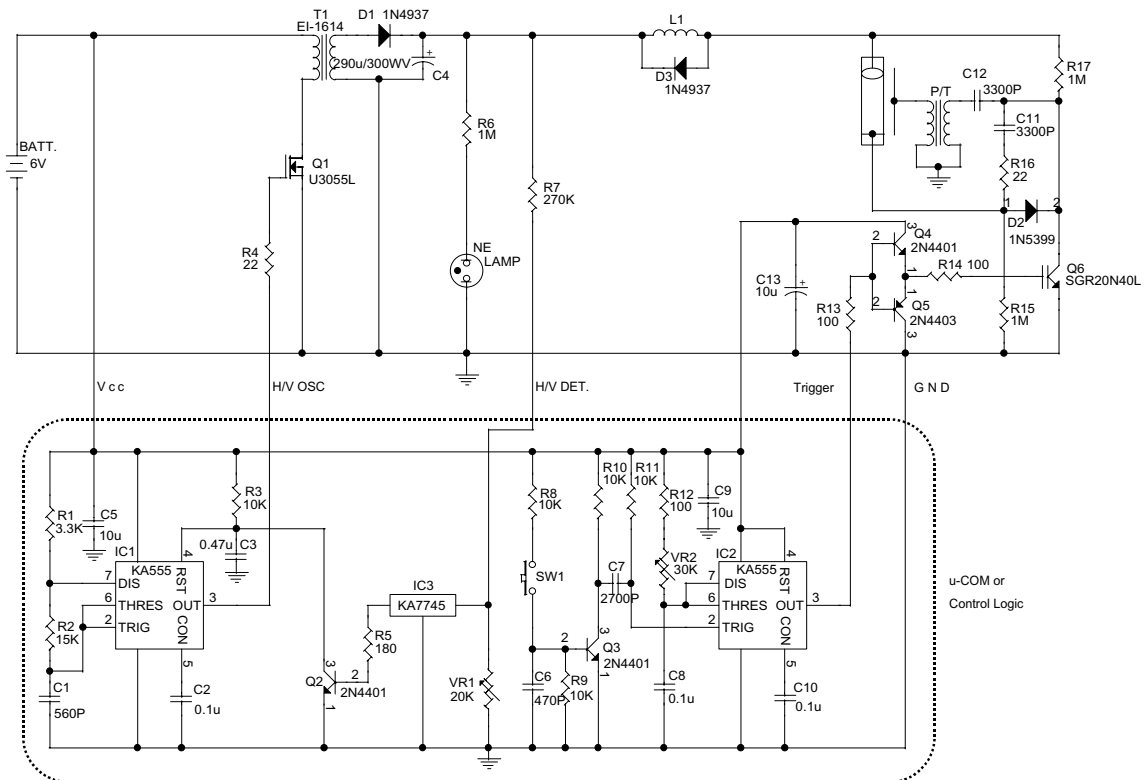 T1
EI-1614
D1 1N4937
290u/300WV
+
C4
L1
D3
1N4937
R17
1M
C12
3300P
P/T
C11
3300P
R16
22
BATT.
6V
Q1
U3055L
R6
1M
R7
270K
1
2
D2
1N5399
R4
22
NE
LAMP
C13
10u
+
3
2
Q4
2N4401
1
R14 100
1
2
Q5
2N4403
3
R13
100
Q6
SGR20N40L
R15
1M
Vcc
H/V OSC
H/V DET.
Trigger
GND
R1
3.3K
C5
10u
R3
10K
0.47u
C3
R8
10K
R10
10K
R11
10K
R12
100
C9
10u
IC1
KA555
4
7
DIS
RST
6
THRES
OUT
3
2
TRIG
CON
5
R2
15K
C1
560P
C2
0.1u
R5
180
IC3
KA7745
3
Q2
2
2N4401
1
VR1
20K
SW1
C7
2700P
VR2
30K
IC2
KA555
4
7
DIS
RST
6
THRES
OUT
3
2
TRIG
CON
5
3
2
Q3
2N4401
1
C6
470P
R9
10K
C8
0.1u
C10
0.1u
u-COM or
Control Logic